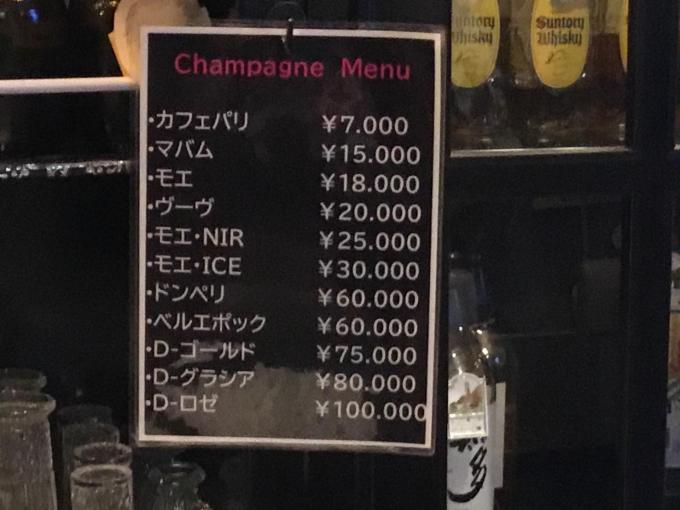 Champagne Menu
・カフェパリ ¥7.000
・マバム ¥15.000
・モエ ¥18.000
・ヴーヴ ¥20.000
・モエ・NIR ¥25.000
・モエ・ICE ¥30.000
・ドンペリ ¥60.000
・ベルエポック ¥60.000
・D-ゴールド ¥75.000
・D-グラシア ¥80.000
・D-ロゼ ¥100.000
Suntory
Whisky
Suntory
Whisky